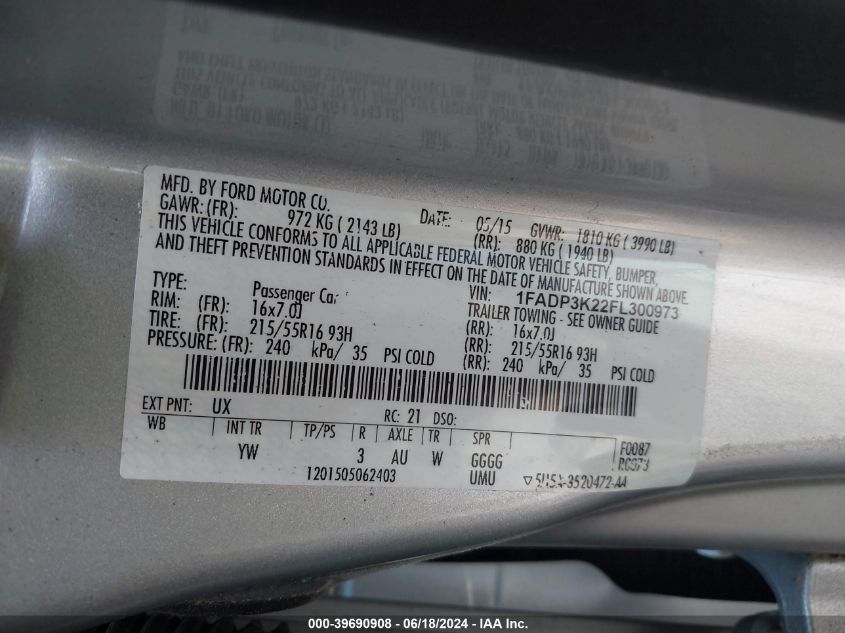 MFD. BY FORD MOTOR CO.
DATE: 05/15 GVWR: 1810 KG ( 3990 LB)
GAWR: (FR): 972 KG ( 2143 LB) (RR): 880 KG ( 1940 LB)
THIS VEHICLE CONFORMS TO ALL APPLICABLE FEDERAL MOTOR VEHICLE SAFETY, BUMPER,
AND THEFT PREVENTION STANDARDS IN EFFECT ON THE DATE OF MANUFACTURE SHOWN ABOVE.
VIN: 1FADP3K22FL300973
TYPE: Passenger Car TRAILER TOWING - SEE OWNER GUIDE
RIM: (FR): 16x7.0J (RR): 16x7.0J
TIRE: (FR): 215/55R16 93H (RR): 215/55R16 93H
PRESSURE: (FR): 240 kPa/ 35 PSI COLD (RR): 240 kPa/ 35 PSI COLD
EXT PNT: UX RC: 21 DSO:
WB INT TR TP/PS R AXLE TR SPR F0087
YW 3 AU W GGGG
1201505062403 UMU
000-39690908 - 06/18/2024 - © IAA, Inc.